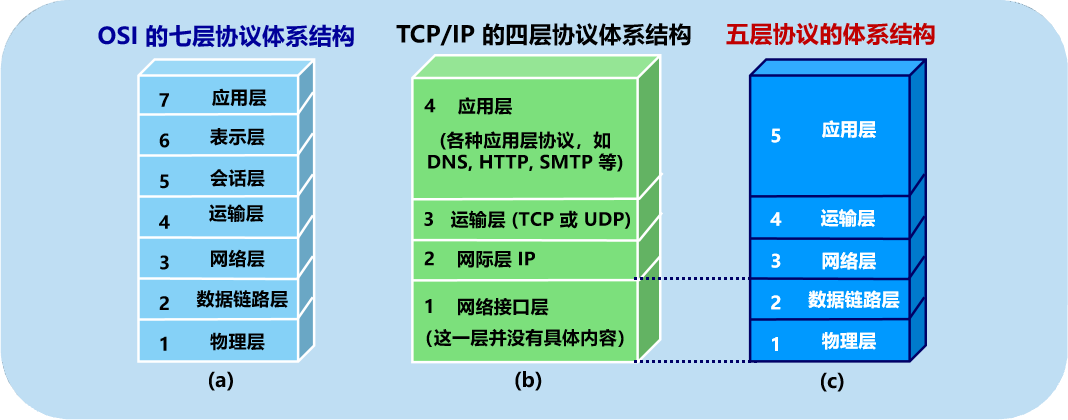 OSI 的七层协议体系结构
7 应用层
6 表示层
5 会话层
4 运输层
3 网络层
2 数据链路层
1 物理层
(a)
TCP/IP 的四层协议体系结构
4 应用层
(各种应用层协议，如
DNS, HTTP, SMTP 等)
3 运输层 (TCP 或 UDP)
2 网际层 IP
1 网络接口层
(这一层并没有具体内容)
(b)
五层协议的体系结构
5 应用层
4 运输层
3 网络层
2 数据链路层
1 物理层
(c)